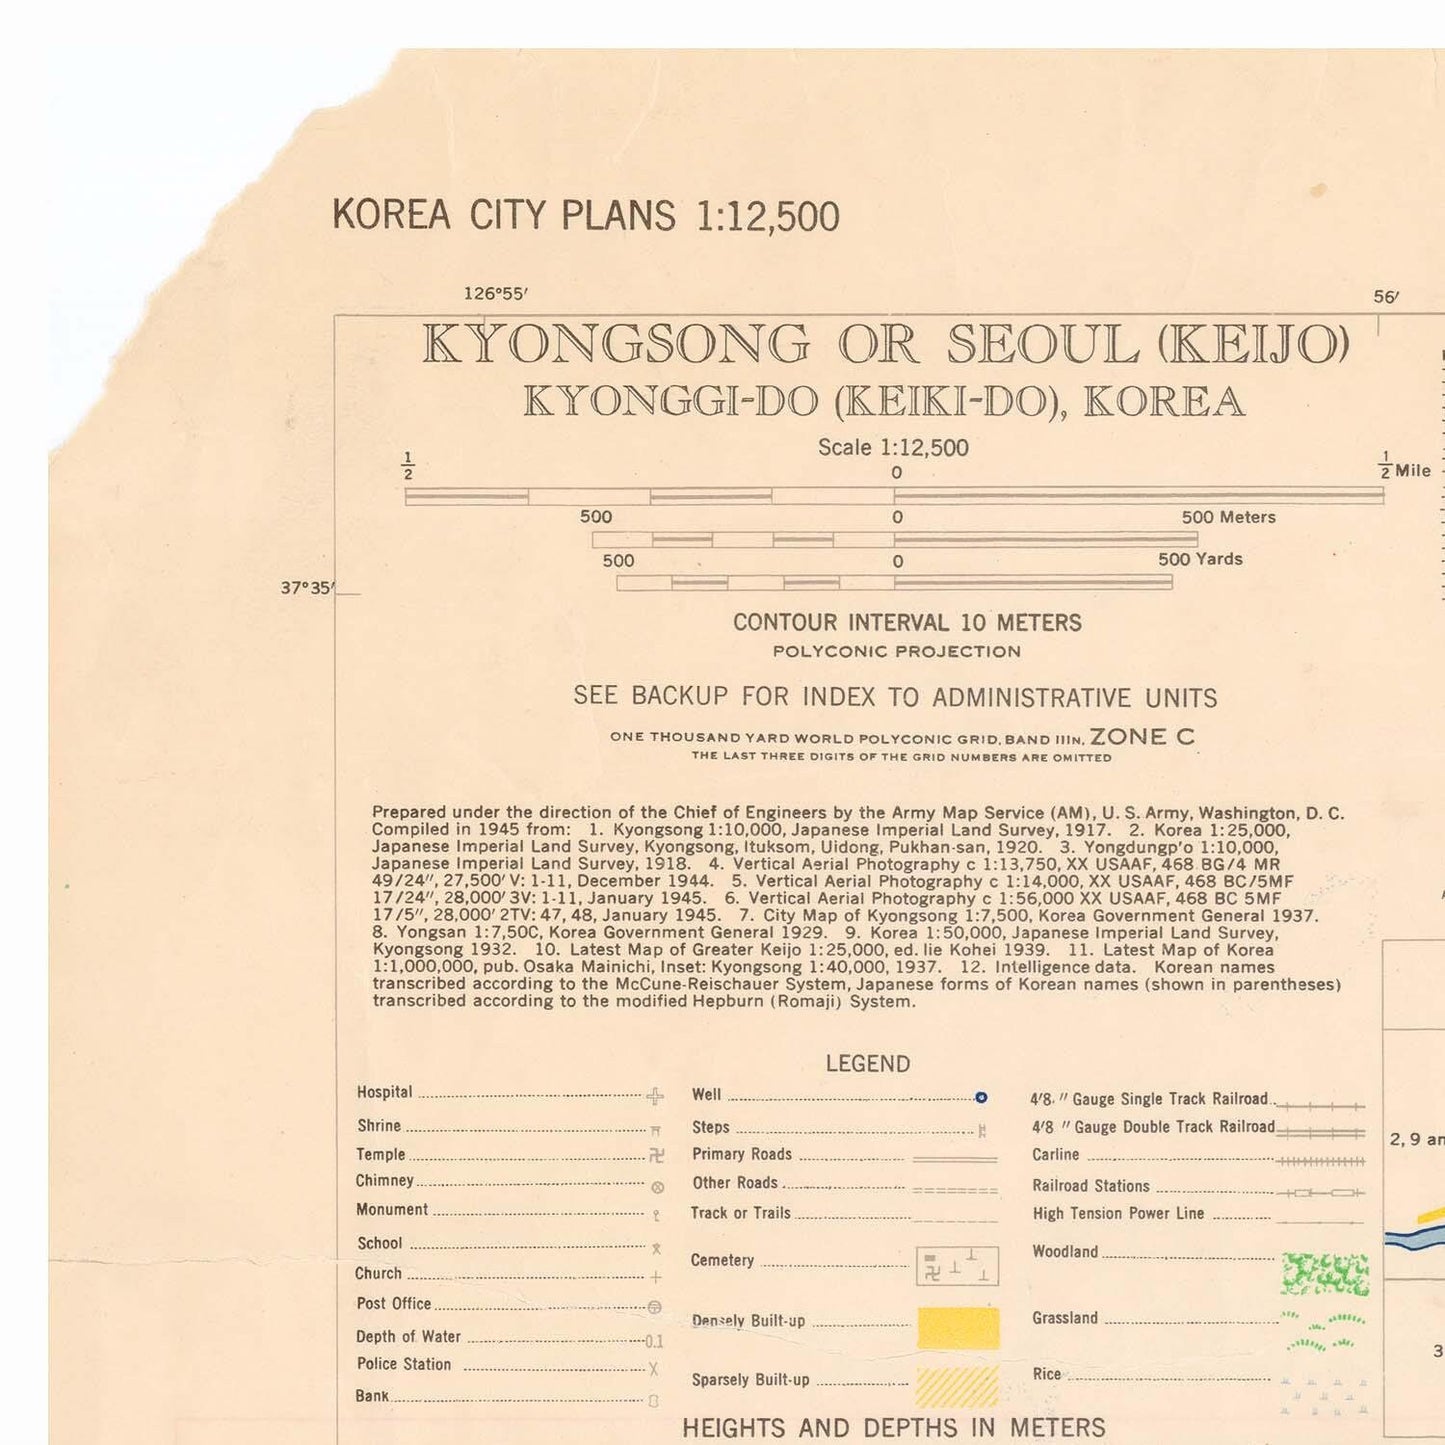 KOREA CITY PLANS 1:12,500
126°55′ 56′
KYONGSONG OR SEOUL (KEIJO)
KYONGGI-DO (KEIKI-DO), KOREA
Scale 1:12,500
1/2 0 1/2 Mile
500 0 500 Meters
500 0 500 Yards
37°35′
CONTOUR INTERVAL 10 METERS
POLYCONIC PROJECTION
SEE BACKUP FOR INDEX TO ADMINISTRATIVE UNITS
ONE THOUSAND YARD WORLD POLYCONIC GRID, BAND IIIN, ZONE C
THE LAST THREE DIGITS OF THE GRID NUMBERS ARE OMITTED
Prepared under the direction of the Chief of Engineers by the Army Map Service (AM), U. S. Army, Washington, D. C.
Compiled in 1945 from: 1. Kyongsong 1:10,000, Japanese Imperial Land Survey, 1917. 2. Korea 1:25,000,
Japanese Imperial Land Survey, Kyongsong, Ituksom, Uidong, Pukhan-san, 1920. 3. Yongdungp'o 1:10,000,
Japanese Imperial Land Survey, 1918. 4. Vertical Aerial Photography c 1:13,750, XX USAAF, 468 BG/4 MR
49/24″, 27,500′ V: 1-11, December 1944. 5. Vertical Aerial Photography c 1:14,000, XX USAAF, 468 BC/5MF
17/24″, 28,000′ 3V: 1-11, January 1945. 6. Vertical Aerial Photography c 1:56,000 XX USAAF, 468 BC 5MF
17/5″, 28,000′ 2TV: 47, 48, January 1945. 7. City Map of Kyongsong 1:7,500, Korea Government General 1937.
8. Yongsan 1:7,500, Korea Government General 1929. 9. Korea 1:50,000, Japanese Imperial Land Survey,
Kyongsong 1932. 10. Latest Map of Greater Keijo 1:25,000, ed. Iie Kohei 1939. 11. Latest Map of Korea
1:1,000,000, pub. Osaka Mainichi, Inset: Kyongsong 1:40,000, 1937. 12. Intelligence data. Korean names
transcribed according to the McCune-Reischauer System, Japanese forms of Korean names (shown in parentheses)
transcribed according to the modified Hepburn (Romaji) System.
LEGEND
Hospital
Shrine
Temple
Chimney
Monument
School
Church
Post Office
Depth of Water 0.1
Police Station
Bank
Well
Steps
Primary Roads
Other Roads
Track or Trails
Cemetery
Densely Built-up
Sparsely Built-up
4′8. ″ Gauge Single Track Railroad
4′8 ″ Gauge Double Track Railroad
Carline
Railroad Stations
High Tension Power Line
Woodland
Grassland
Rice
2, 9 an
3
HEIGHTS AND DEPTHS IN METERS